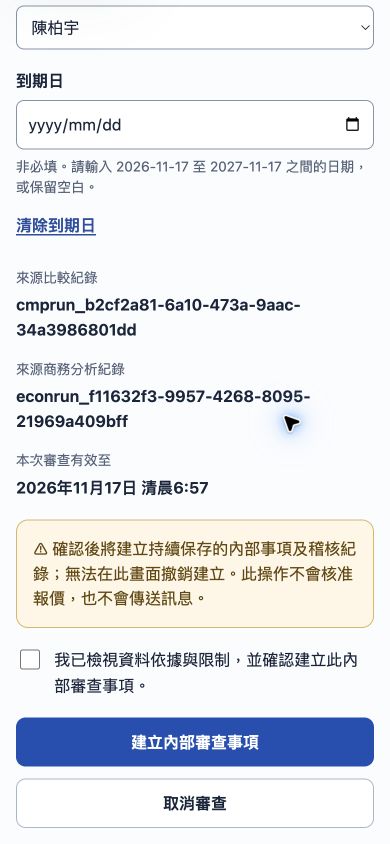 陳柏宇
到期日
yyyy/mm/dd
非必填。請輸入 2026-11-17 至 2027-11-17 之間的日期，
或保留空白。
清除到期日
來源比較紀錄
cmprun_b2cf2a81-6a10-473a-9aac-
34a3986801dd
來源商務分析紀錄
econrun_f11632f3-9957-4268-8095-
21969a409bff
本次審查有效至
2026年11月17日 清晨6:57
⚠ 確認後將建立持續保存的內部事項及稽核紀
錄；無法在此畫面撤銷建立。此操作不會核准
報價，也不會傳送訊息。
我已檢視資料依據與限制，並確認建立此內
部審查事項。
建立內部審查事項
取消審查